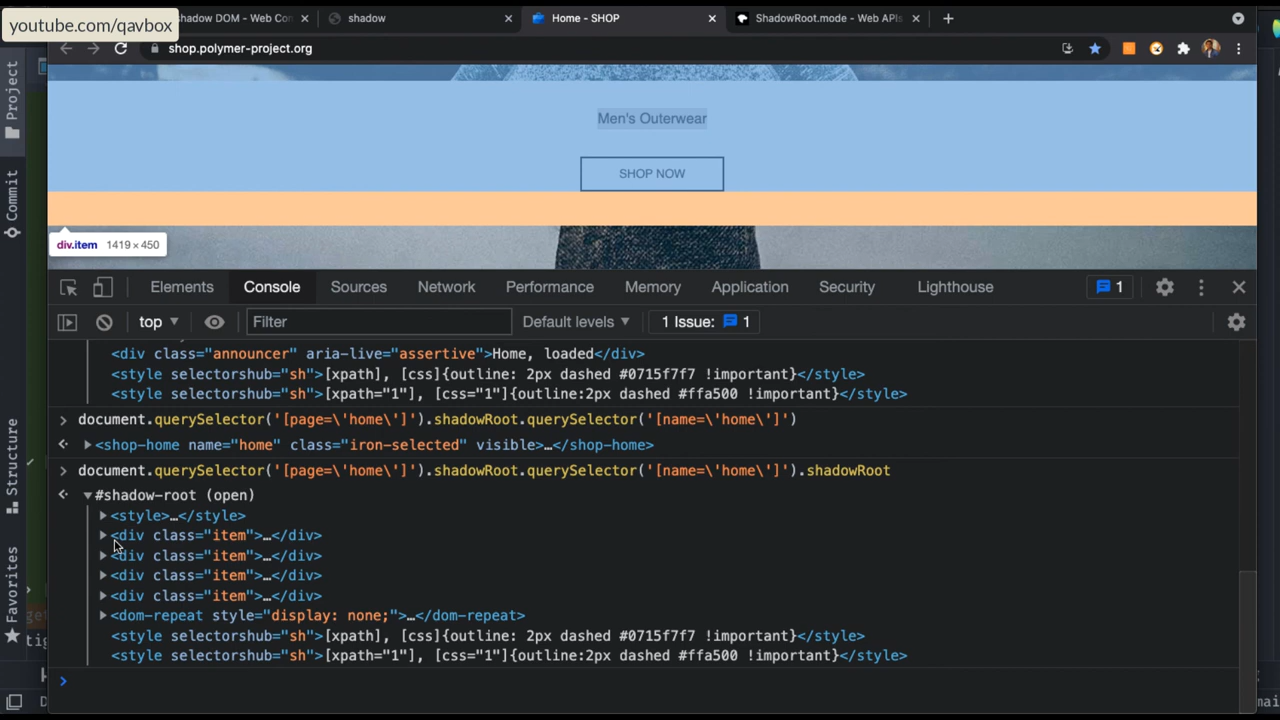 youtube.com/qavbox
shadow DOM - Web Con
shadow
Home - SHOP
ShadowRoot.mode - Web APIs
shop.polymer-project.org
Project
Commit
Structure
Favorites
Men's Outerwear
SHOP NOW
div.item 1419 × 450
Elements Console Sources Network Performance Memory Application Security Lighthouse 1
top Filter Default levels 1 Issue: 1
<div class="announcer" aria-live="assertive">Home, loaded</div>
<style selectorshub="sh">[xpath], [css]{outline: 2px dashed #0715f7f7 !important}</style>
<style selectorshub="sh">[xpath="1"], [css="1"]{outline:2px dashed #ffa500 !important}</style>
> document.querySelector('[page=\'home\']').shadowRoot.querySelector('[name=\'home\']')
<shop-home name="home" class="iron-selected" visible>…</shop-home>
> document.querySelector('[page=\'home\']').shadowRoot.querySelector('[name=\'home\']').shadowRoot
#shadow-root (open)
<style>…</style>
<div class="item">…</div>
<div class="item">…</div>
<div class="item">…</div>
<div class="item">…</div>
<dom-repeat style="display: none;">…</dom-repeat>
<style selectorshub="sh">[xpath], [css]{outline: 2px dashed #0715f7f7 !important}</style>
<style selectorshub="sh">[xpath="1"], [css="1"]{outline:2px dashed #ffa500 !important}</style>
>